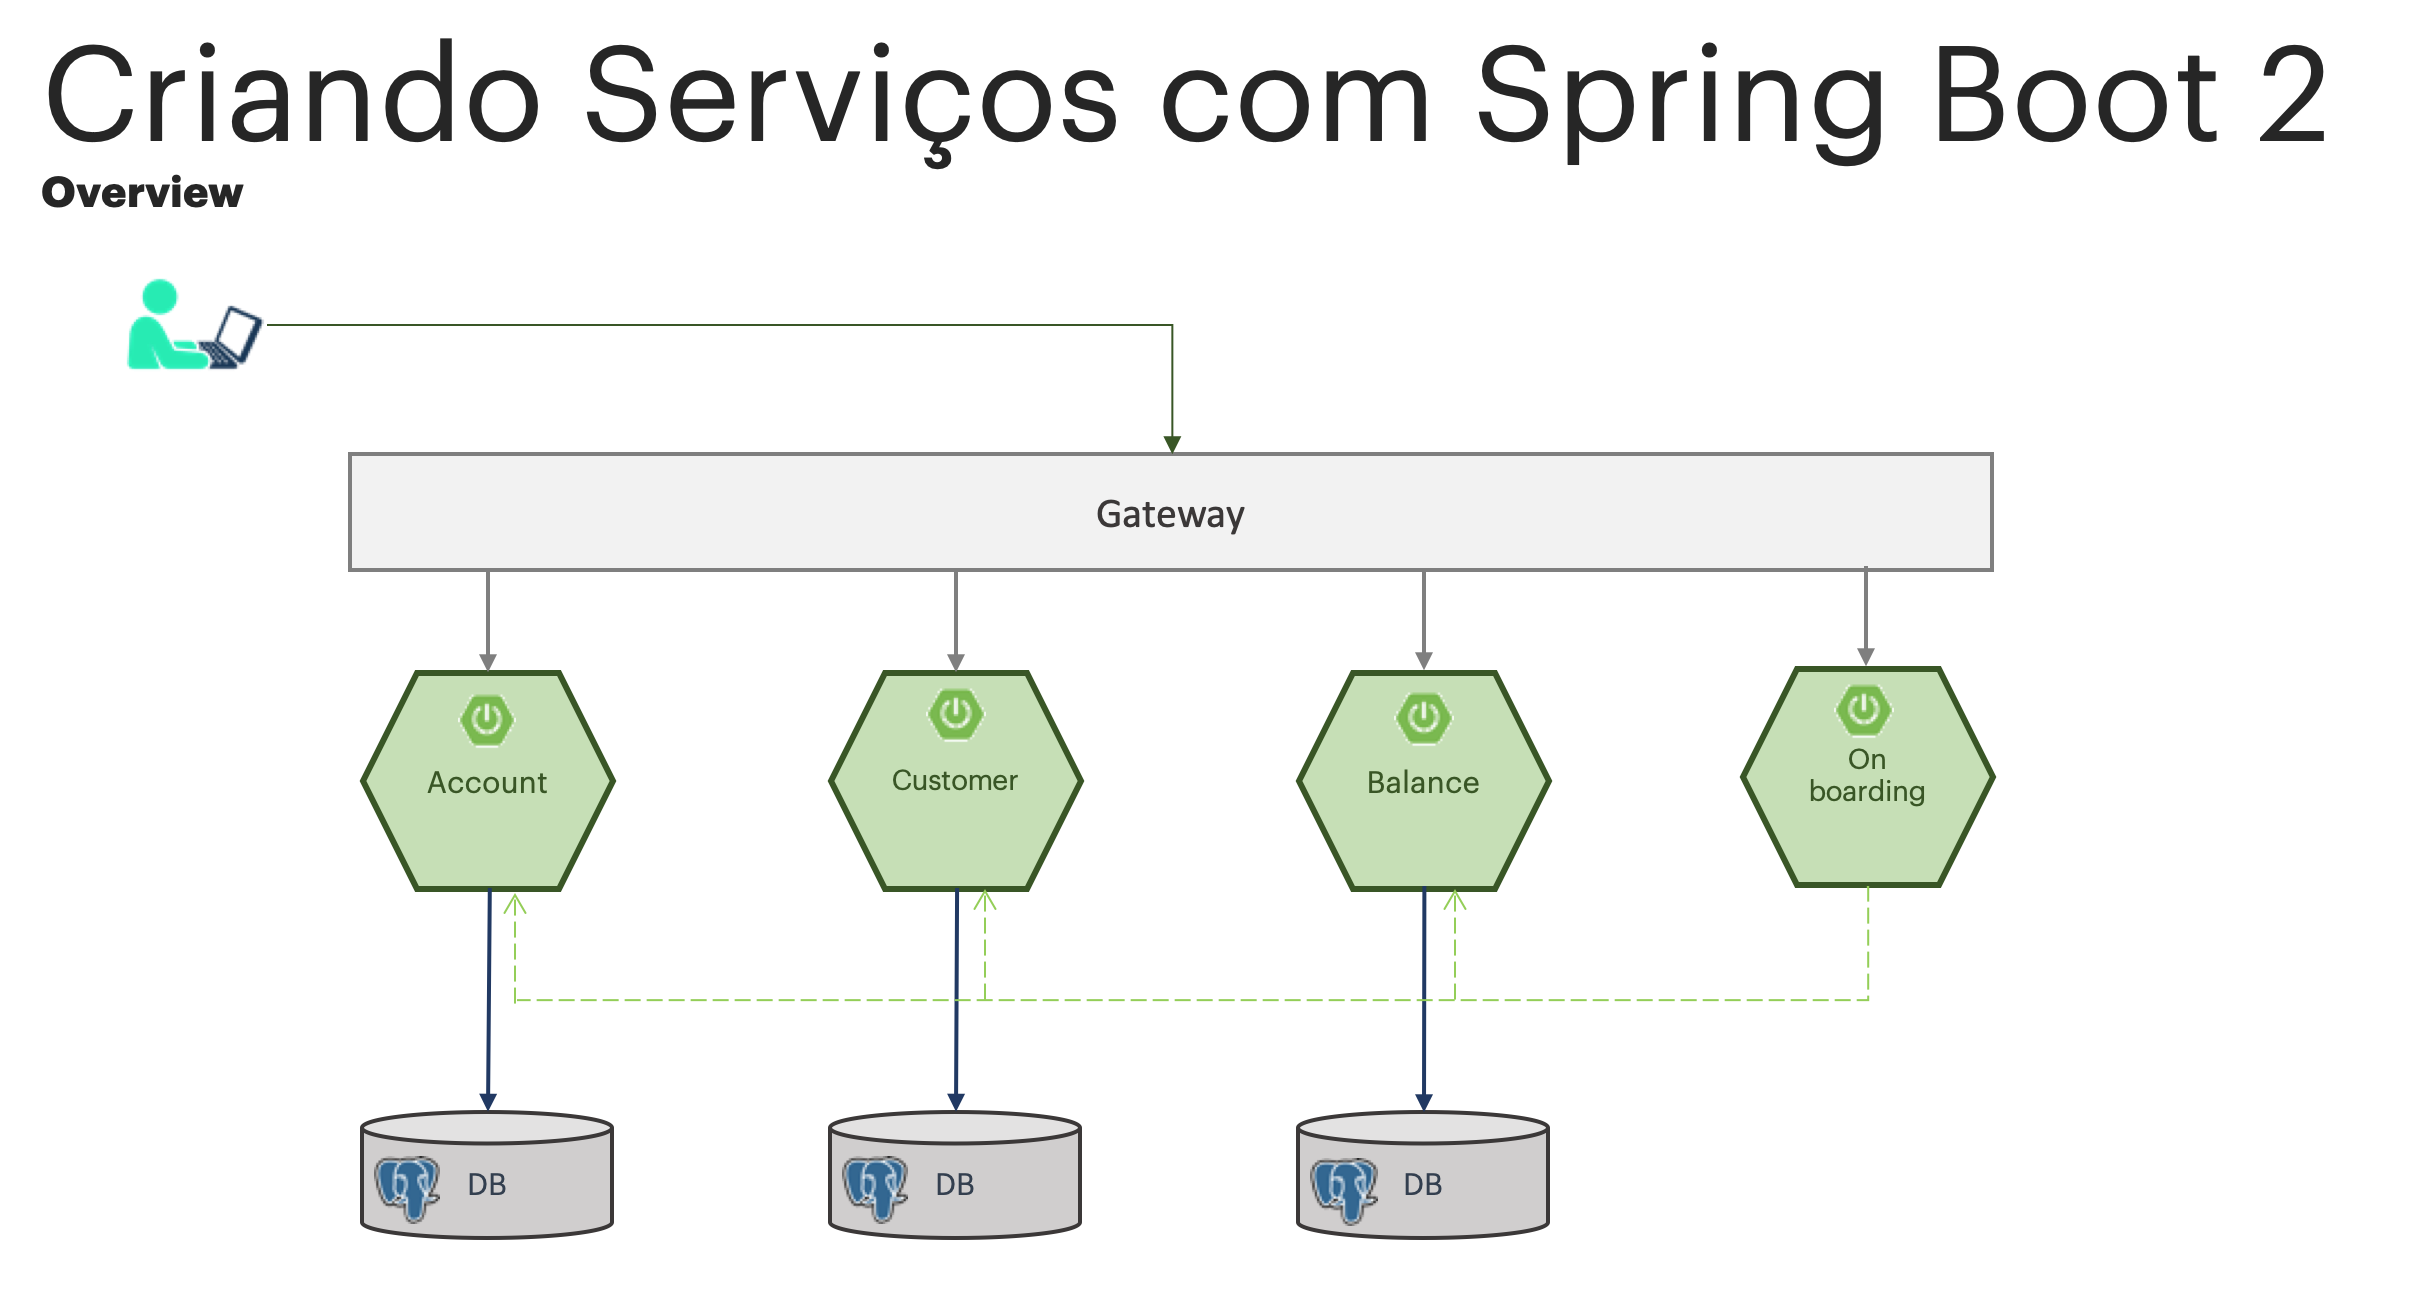 Criando Serviços com Spring Boot 2
Overview
Gateway
Account
Customer
Balance
On
boarding
DB
DB
DB